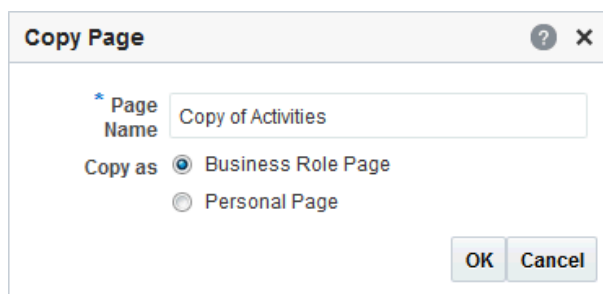 Copy Page ? ×
* Page Name Copy of Activities
Copy as Business Role Page
Personal Page
OK Cancel